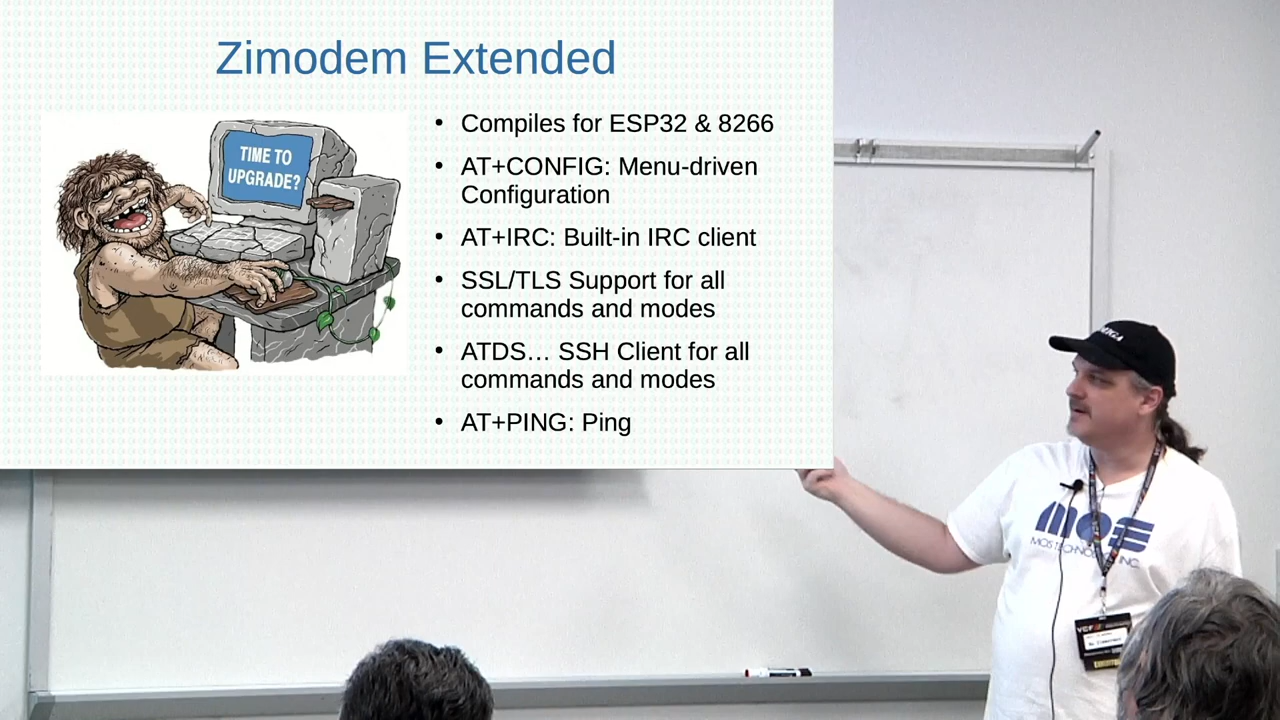 Zimodem Extended
TIME TO
UPGRADE?
• Compiles for ESP32 & 8266
• AT+CONFIG: Menu-driven
Configuration
• AT+IRC: Built-in IRC client
• SSL/TLS Support for all
commands and modes
• ATDS… SSH Client for all
commands and modes
• AT+PING: Ping
MOS
VCF